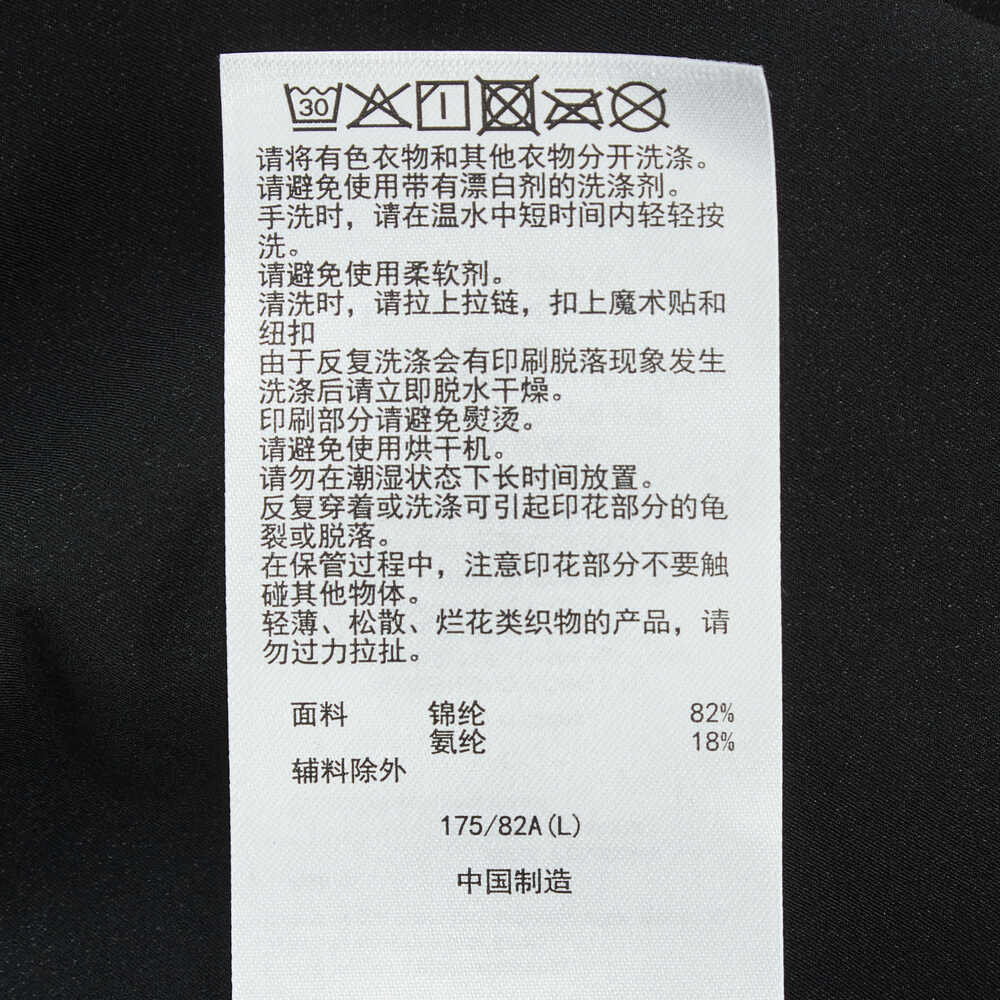 30
请将有色衣物和其他衣物分开洗涤。
请避免使用带有漂白剂的洗涤剂。
手洗时，请在温水中短时间内轻轻按
洗。
请避免使用柔软剂。
清洗时，请拉上拉链，扣上魔术贴和
纽扣
由于反复洗涤会有印刷脱落现象发生
洗涤后请立即脱水干燥。
印刷部分请避免熨烫。
请避免使用烘干机。
请勿在潮湿状态下长时间放置。
反复穿着或洗涤可引起印花部分的龟
裂或脱落。
在保管过程中，注意印花部分不要触
碰其他物体。
轻薄、松散、烂花类织物的产品，请
勿过力拉扯。
面料 锦纶 82%
氨纶 18%
辅料除外
175/82A(L)
中国制造